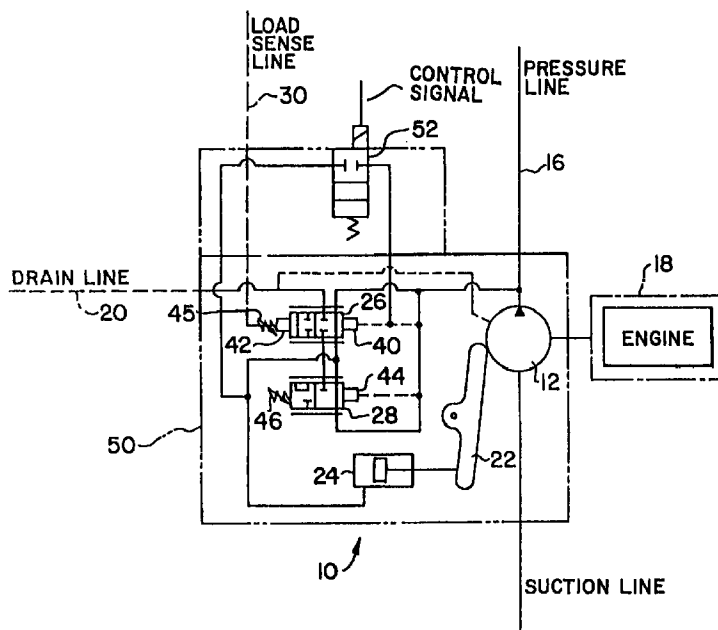 LOAD
SENSE
LINE
30
CONTROL
SIGNAL
52
PRESSURE
LINE
16
DRAIN LINE
20
18
45
26
42
40
ENGINE
12
44
46
28
50
24
22
10
SUCTION LINE